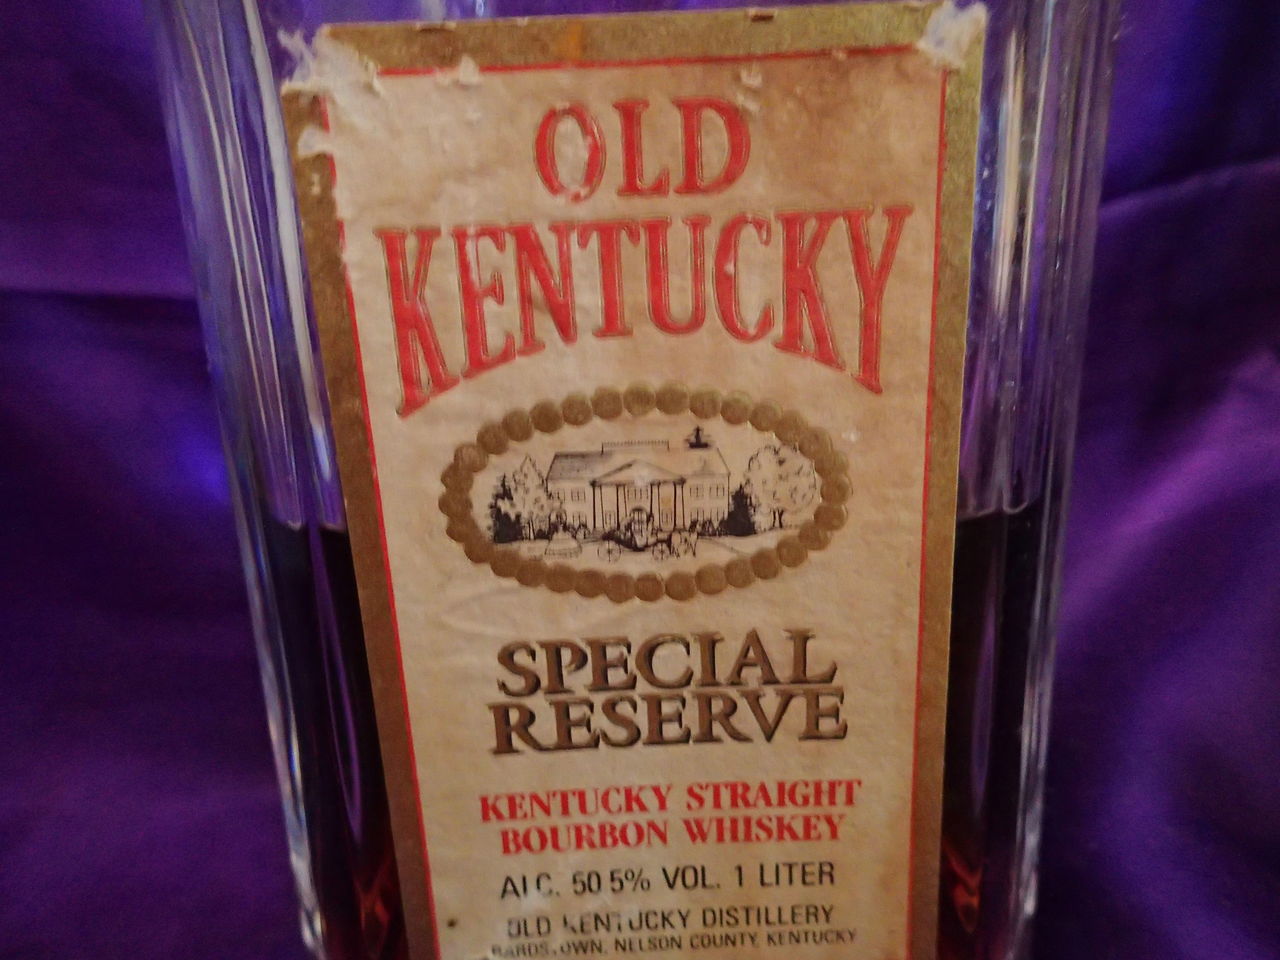 OLD
KENTUCKY
SPECIAL
RESERVE
KENTUCKY STRAIGHT
BOURBON WHISKEY
ALC. 50.5% VOL. 1 LITER
OLD KENTUCKY DISTILLERY
BARDSTOWN, NELSON COUNTY, KENTUCKY